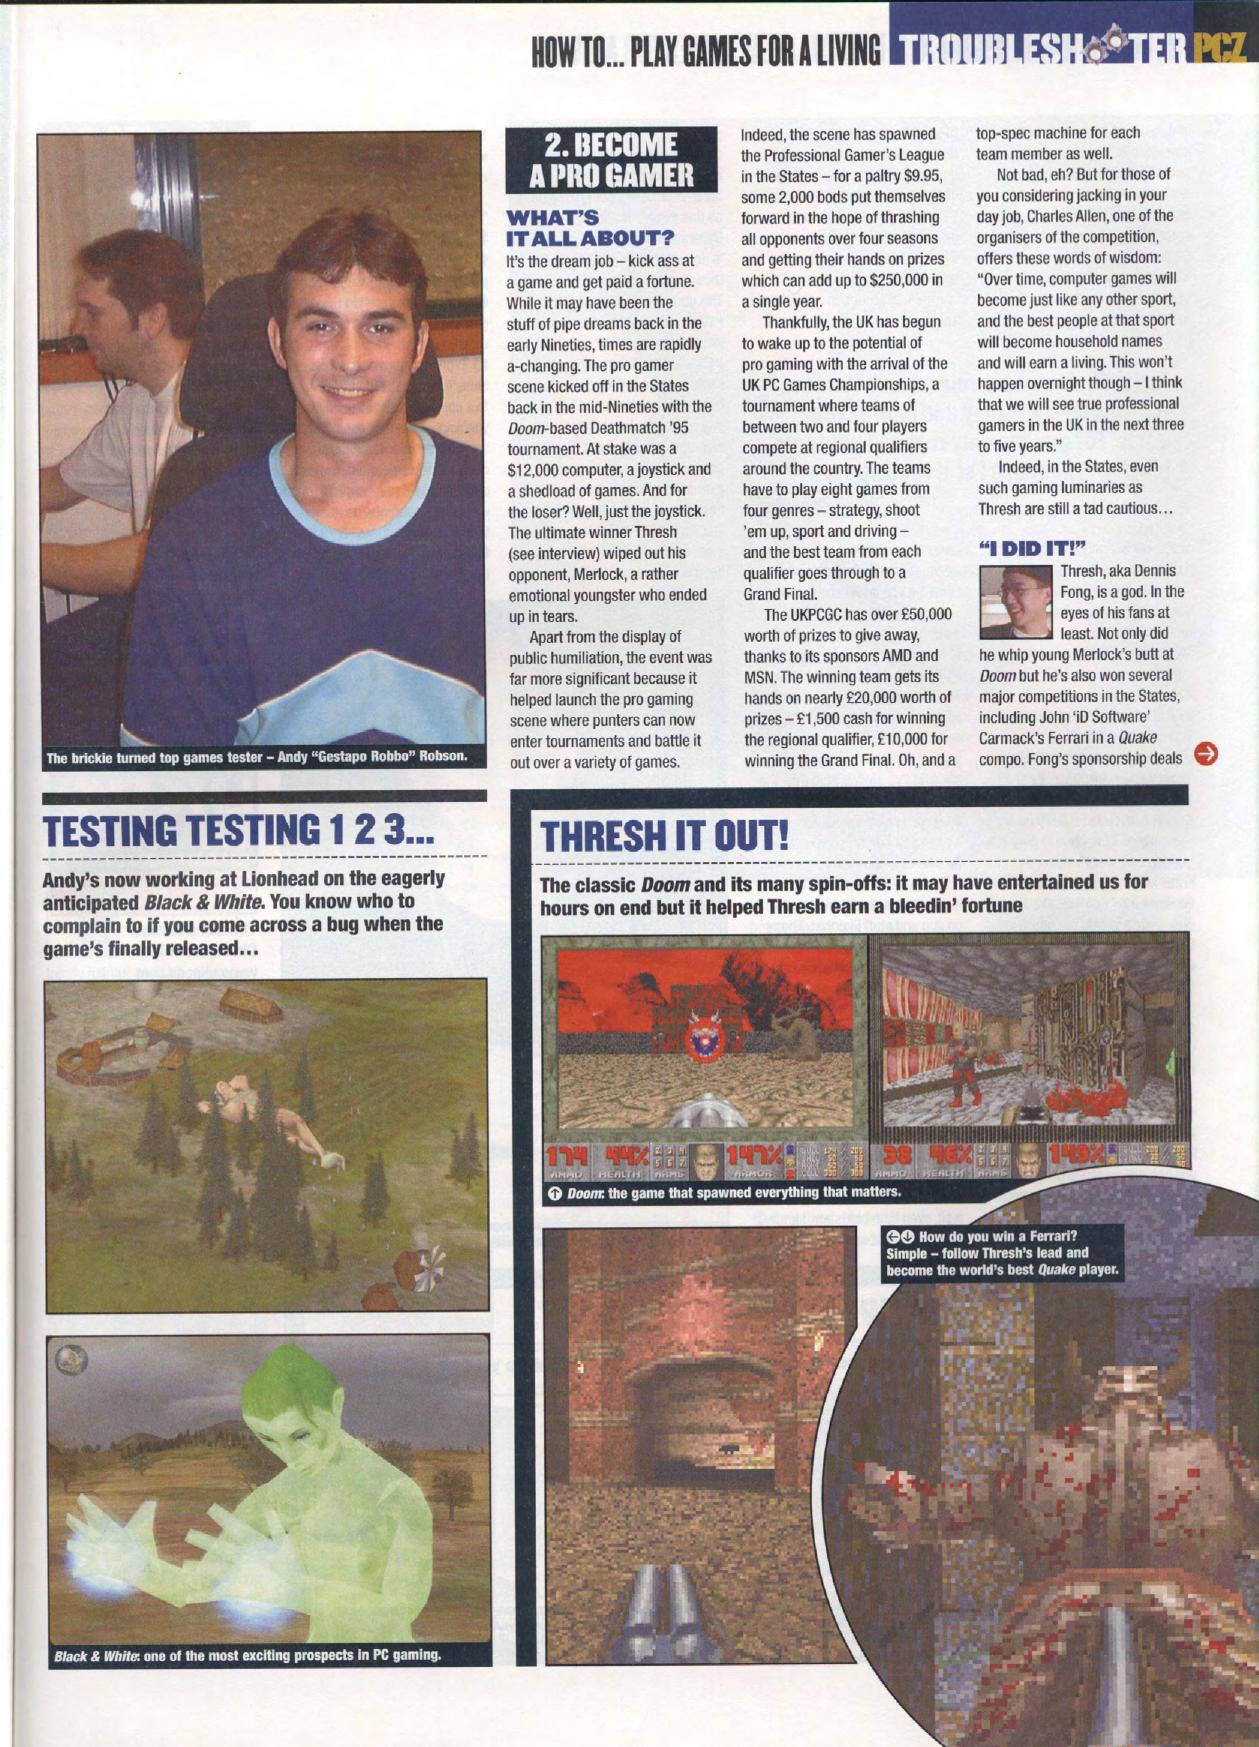 HOW TO... PLAY GAMES FOR A LIVING TROUBLESHOOTER PCZ
The brickie turned top games tester – Andy “Gestapo Robbo” Robson.
2. BECOME
A PRO GAMER
WHAT'S
IT ALL ABOUT?
It's the dream job – kick ass at
a game and get paid a fortune.
While it may have been the
stuff of pipe dreams back in the
early Nineties, times are rapidly
a-changing. The pro gamer
scene kicked off in the States
back in the mid-Nineties with the
Doom-based Deathmatch '95
tournament. At stake was a
$12,000 computer, a joystick and
a shedload of games. And for
the loser? Well, just the joystick.
The ultimate winner Thresh
(see interview) wiped out his
opponent, Merlock, a rather
emotional youngster who ended
up in tears.
Apart from the display of
public humiliation, the event was
far more significant because it
helped launch the pro gaming
scene where punters can now
enter tournaments and battle it
out over a variety of games.
Indeed, the scene has spawned
the Professional Gamer's League
in the States – for a paltry $9.95,
some 2,000 bods put themselves
forward in the hope of thrashing
all opponents over four seasons
and getting their hands on prizes
which can add up to $250,000 in
a single year.
Thankfully, the UK has begun
to wake up to the potential of
pro gaming with the arrival of the
UK PC Games Championships, a
tournament where teams of
between two and four players
compete at regional qualifiers
around the country. The teams
have to play eight games from
four genres – strategy, shoot
'em up, sport and driving –
and the best team from each
qualifier goes through to a
Grand Final.
The UKPCGC has over £50,000
worth of prizes to give away,
thanks to its sponsors AMD and
MSN. The winning team gets its
hands on nearly £20,000 worth of
prizes – £1,500 cash for winning
the regional qualifier, £10,000 for
winning the Grand Final. Oh, and a
top-spec machine for each
team member as well.
Not bad, eh? But for those of
you considering jacking in your
day job, Charles Allen, one of the
organisers of the competition,
offers these words of wisdom:
“Over time, computer games will
become just like any other sport,
and the best people at that sport
will become household names
and will earn a living. This won't
happen overnight though – I think
that we will see true professional
gamers in the UK in the next three
to five years.”
Indeed, in the States, even
such gaming luminaries as
Thresh are still a tad cautious...
“I DID IT!”
Thresh, aka Dennis
Fong, is a god. In the
eyes of his fans at
least. Not only did
he whip young Merlock's butt at
Doom but he's also won several
major competitions in the States,
including John ‘iD Software’
Carmack's Ferrari in a Quake
compo. Fong's sponsorship deals
TESTING TESTING 1 2 3...
Andy's now working at Lionhead on the eagerly
anticipated Black & White. You know who to
complain to if you come across a bug when the
game's finally released...
Black & White: one of the most exciting prospects in PC gaming.
THRESH IT OUT!
The classic Doom and its many spin-offs: it may have entertained us for
hours on end but it helped Thresh earn a bleedin' fortune
174 44% 147%
AMMO HEALTH ARMS ARMOR
38 46% 149%
AMMO HEALTH ARMS ARMOR
Doom: the game that spawned everything that matters.
How do you win a Ferrari?
Simple – follow Thresh's lead and
become the world's best Quake player.